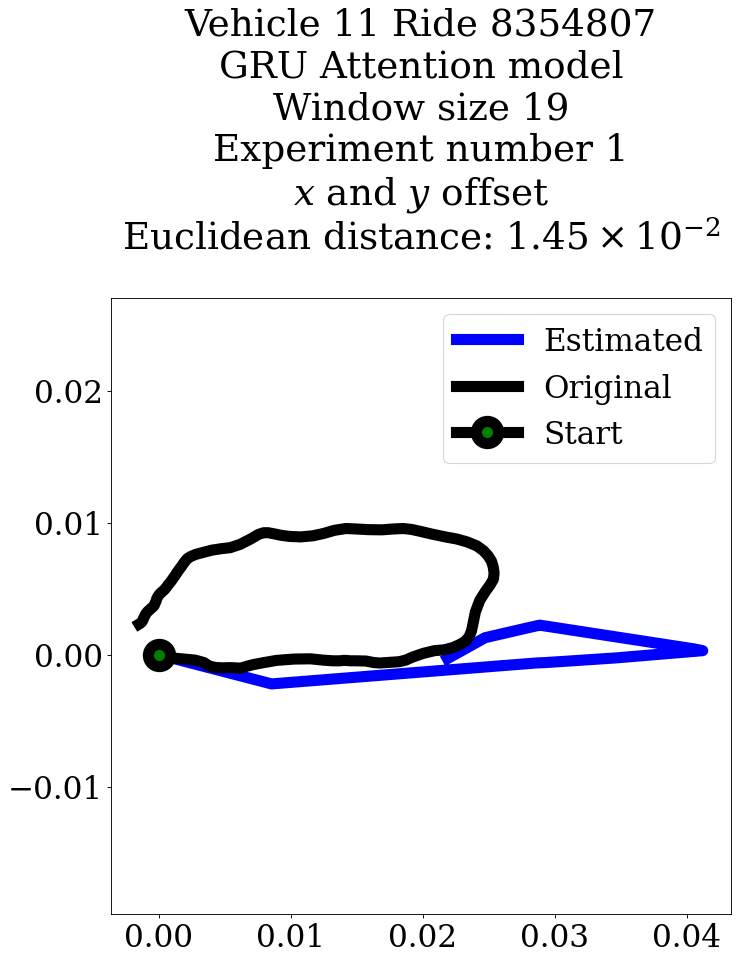 Vehicle 11 Ride 8354807
GRU Attention model
Window size 19
Experiment number 1
x and y offset
Euclidean distance: 1.45 × 10⁻²
Estimated
Original
Start
0.02
0.01
0.00
−0.01
0.00 0.01 0.02 0.03 0.04